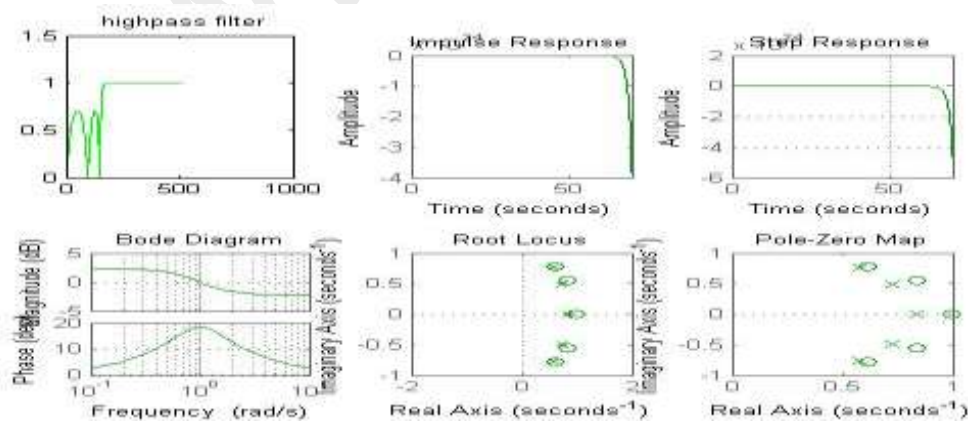 highpass filter
1.5
1
0.5
0
0 500 1000
Impulse Response
Amplitude
0
-1
-2
-3
-4
0 50
Time (seconds)
Step Response
Amplitude
2
0
-2
-4
-6
0 50
Time (seconds)
Bode Diagram
Magnitude (dB)
5
0
Phase (deg)
20
10
0
10⁻¹ 10⁰
Frequency (rad/s)
Root Locus
Imaginary Axis (seconds⁻¹)
1
0.5
0
-0.5
-1
-2 0 2
Real Axis (seconds⁻¹)
Pole-Zero Map
Imaginary Axis (seconds⁻¹)
1
0.5
0
-0.5
-1
0 0.5 1
Real Axis (seconds⁻¹)